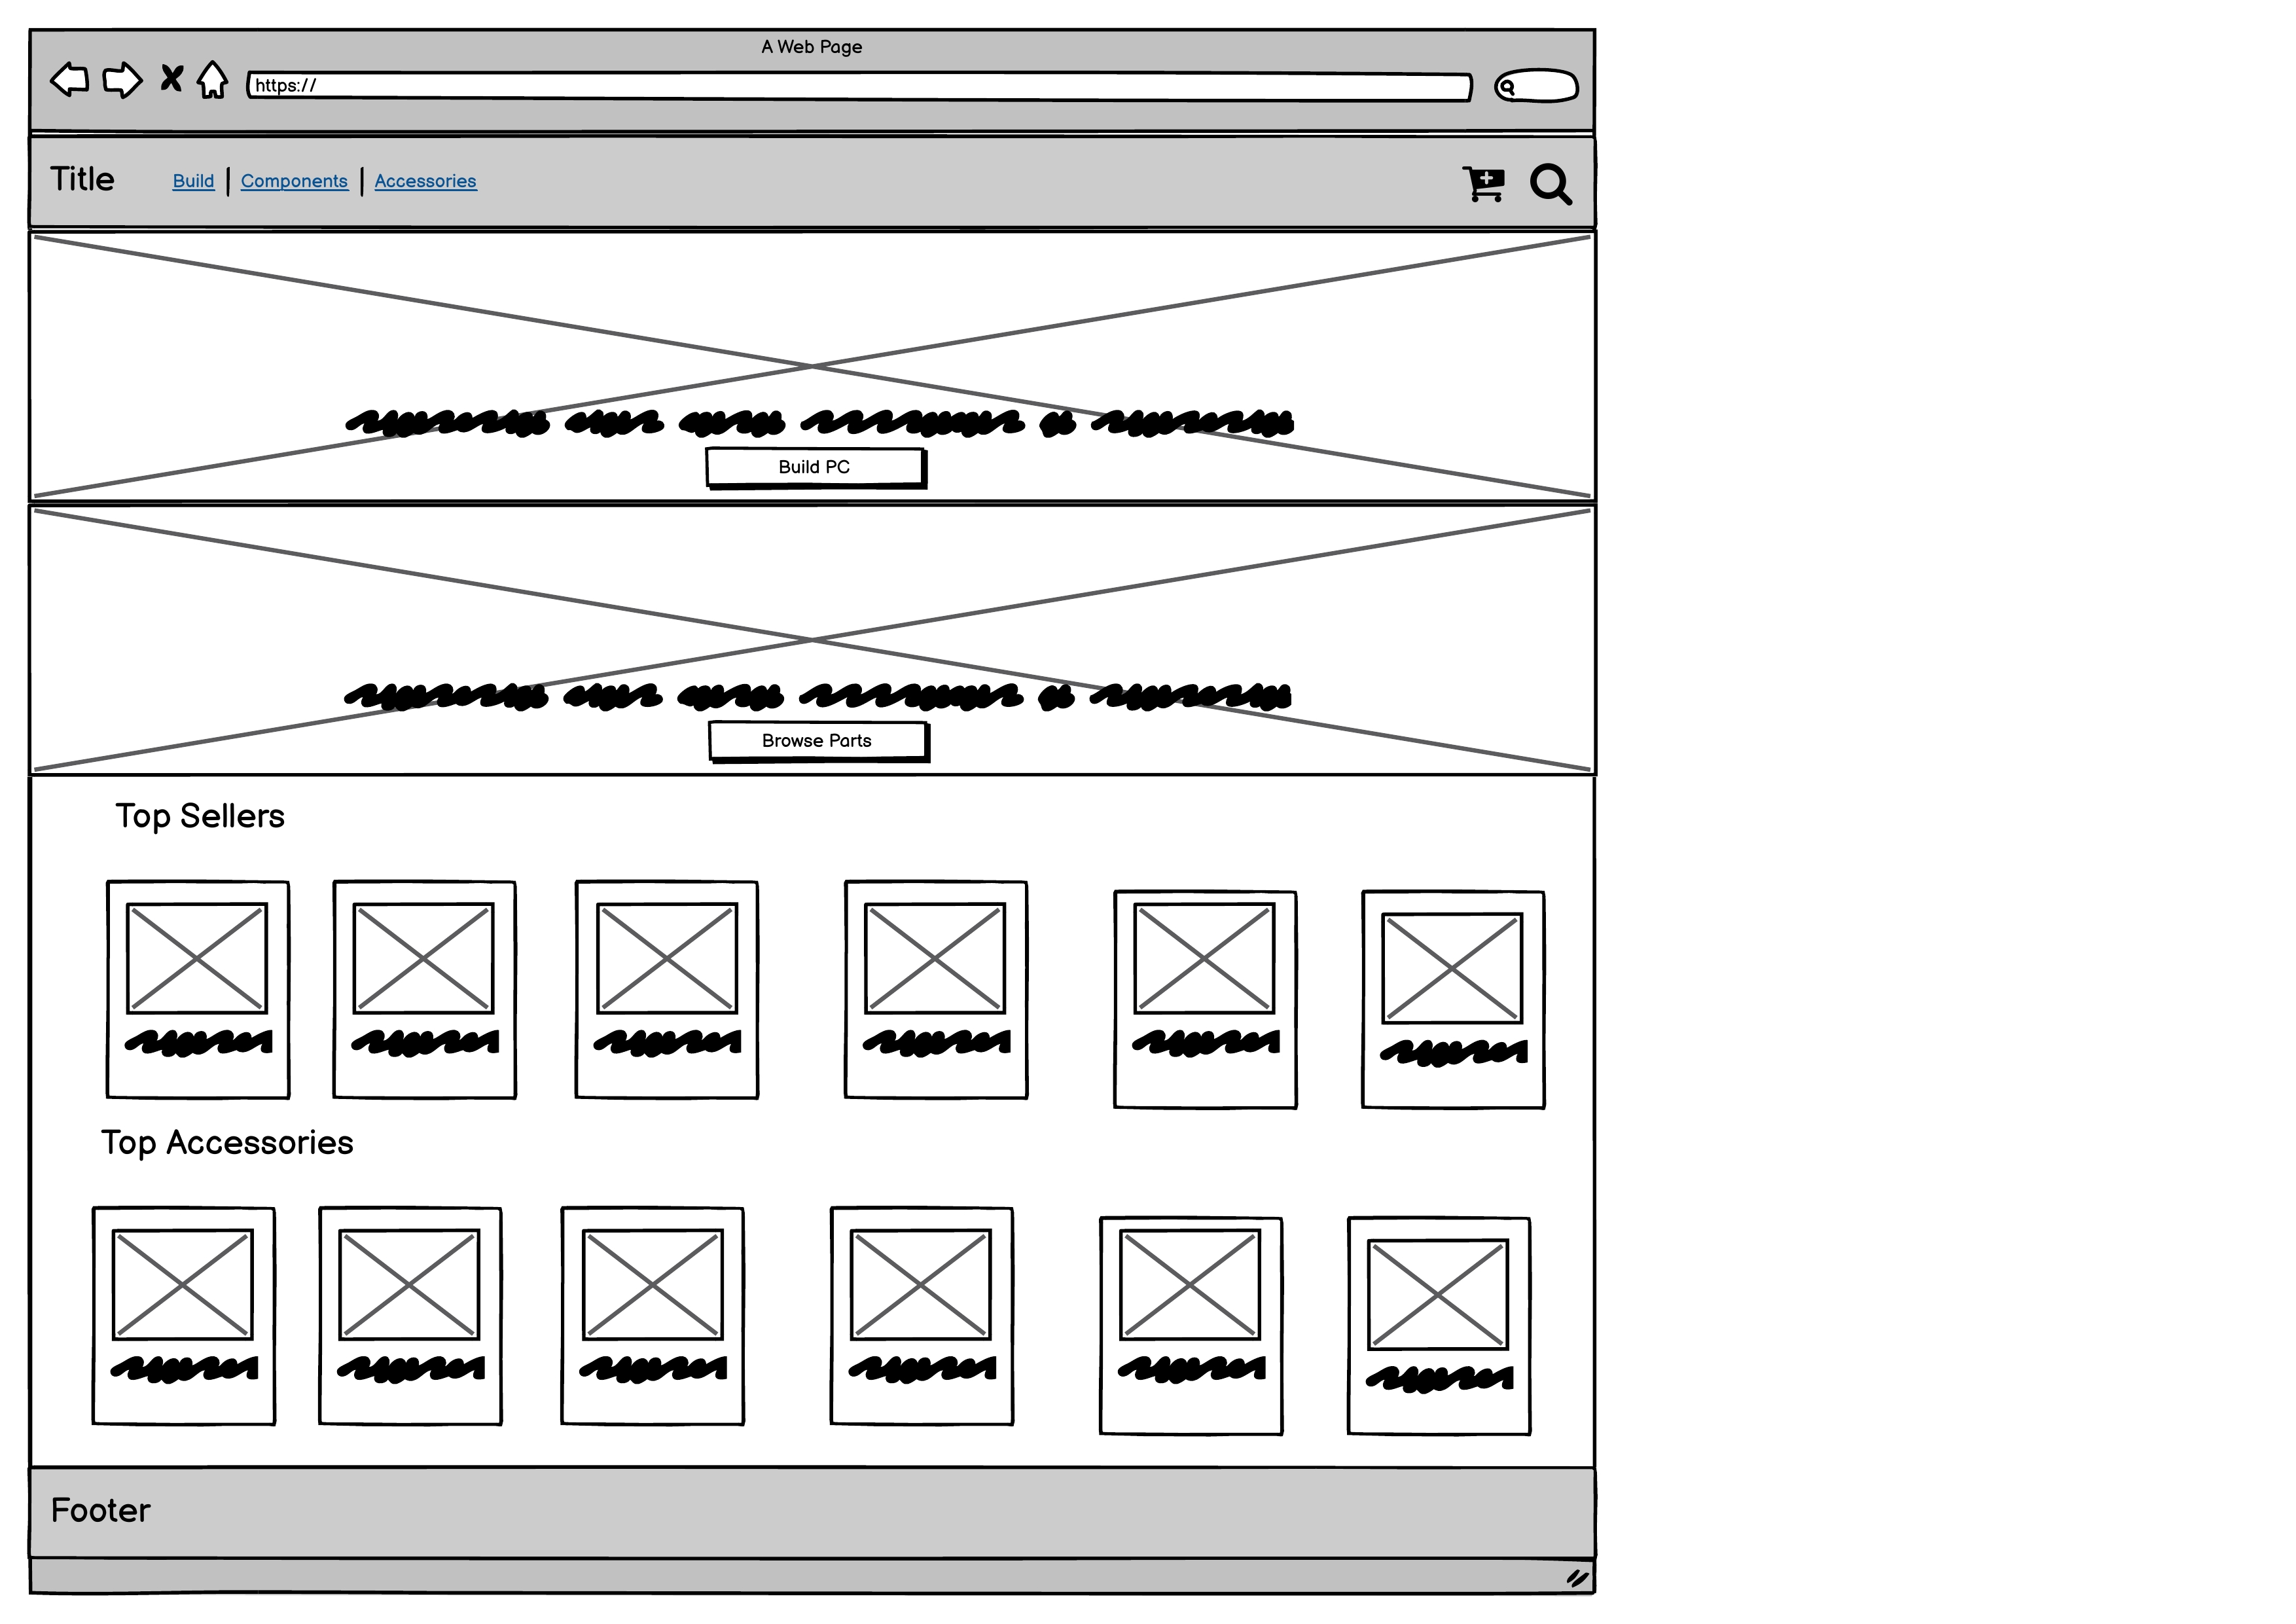 A Web Page
https://
Title Build Components Accessories
Build PC
Browse Parts
Top Sellers
Top Accessories
Footer